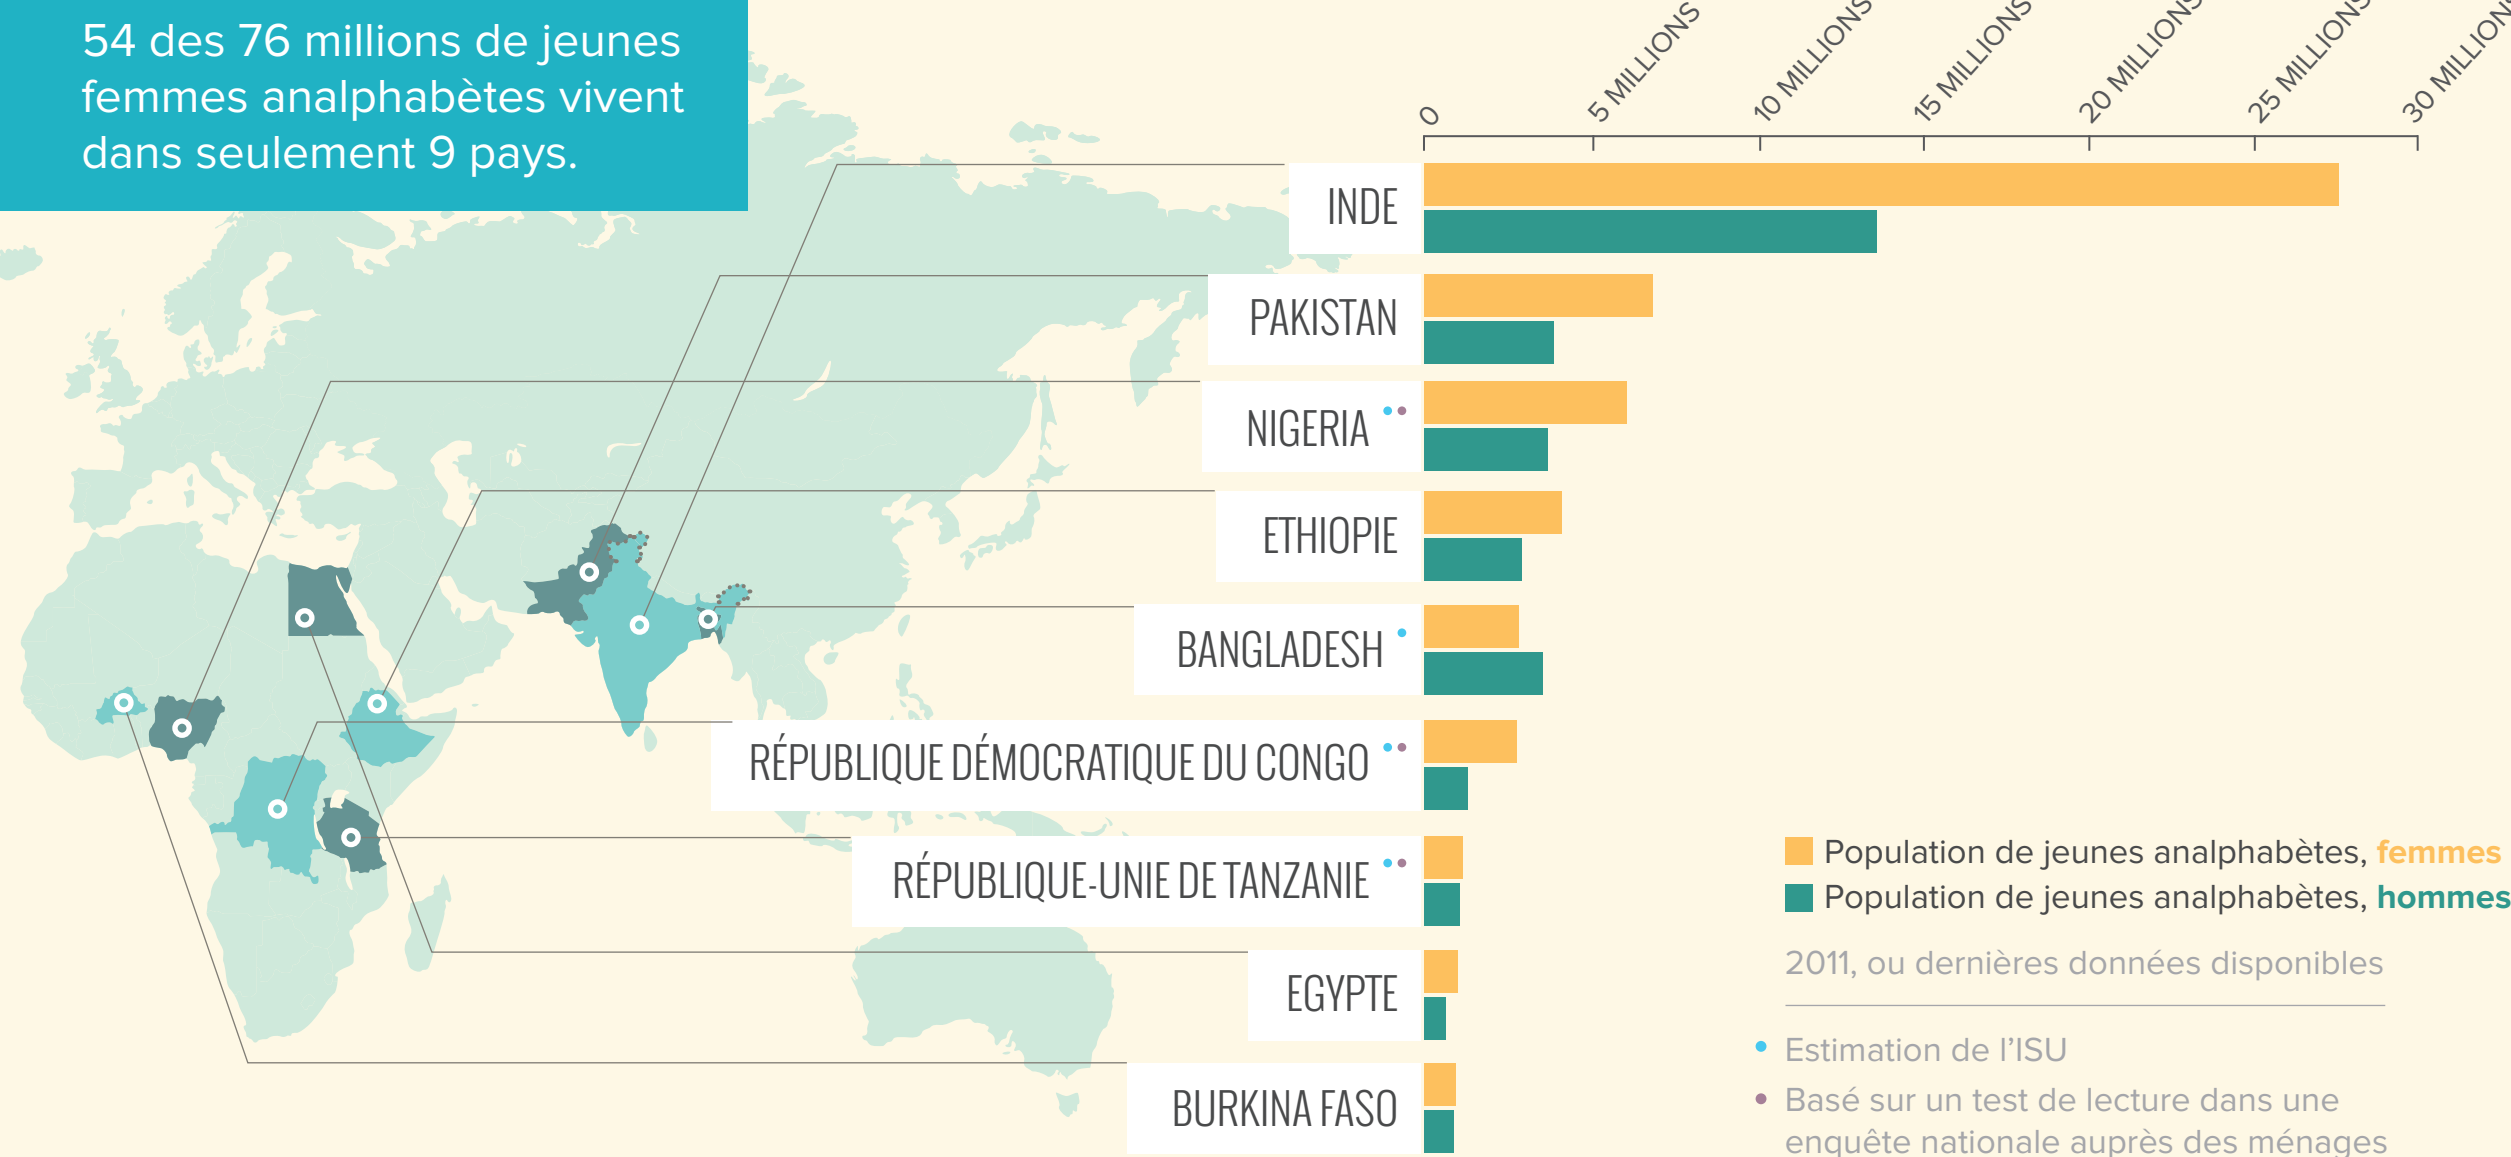 54 des 76 millions de jeunes
femmes analphabètes vivent
dans seulement 9 pays.
0
5 MILLIONS
10 MILLIONS
15 MILLIONS
20 MILLIONS
25 MILLIONS
30 MILLIONS
INDE
PAKISTAN
NIGERIA
ETHIOPIE
BANGLADESH
RÉPUBLIQUE DÉMOCRATIQUE DU CONGO
RÉPUBLIQUE-UNIE DE TANZANIE
EGYPTE
BURKINA FASO
Population de jeunes analphabètes, femmes
Population de jeunes analphabètes, hommes
2011, ou dernières données disponibles
• Estimation de l’ISU
• Basé sur un test de lecture dans une
enquête nationale auprès des ménages